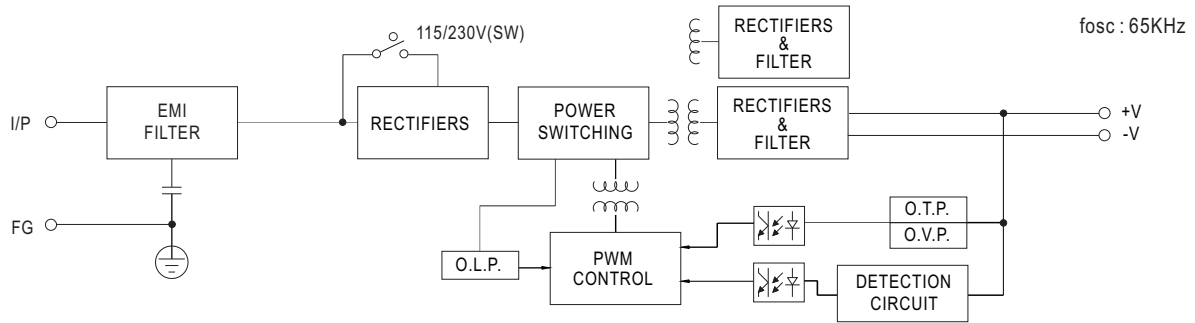 115/230V(SW)
RECTIFIERS
&
FILTER
fosc : 65KHz
I/P
EMI
FILTER
RECTIFIERS
POWER
SWITCHING
RECTIFIERS
&
FILTER
+V
-V
FG
O.L.P.
PWM
CONTROL
O.T.P.
O.V.P.
DETECTION
CIRCUIT